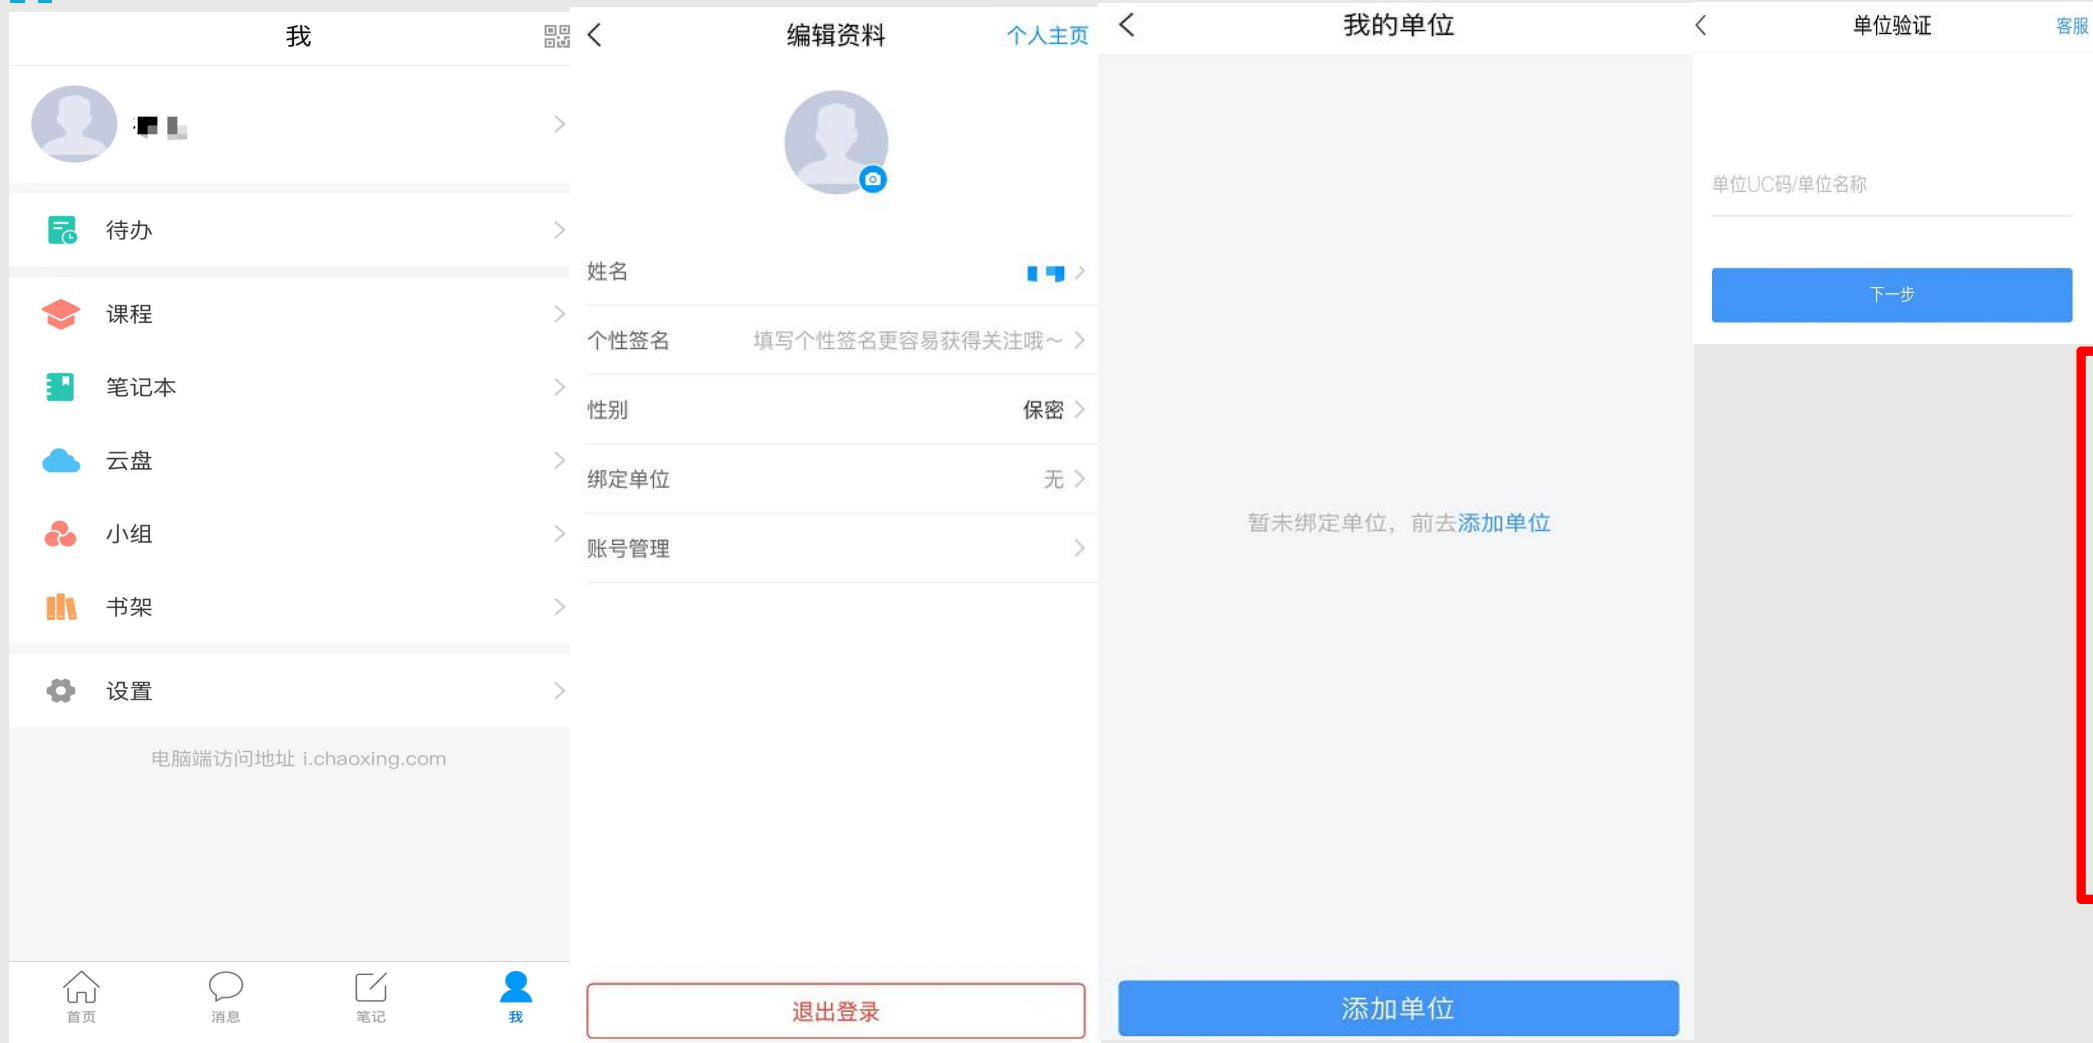 我
待办
课程
笔记本
云盘
小组
书架
设置
电脑端访问地址 i.chaoxing.com
首页
消息
笔记
我
编辑资料
个人主页
姓名
个性签名
填写个性签名更容易获得关注哦～
性别
保密
绑定单位
无
账号管理
退出登录
我的单位
暂未绑定单位，前去添加单位
添加单位
单位验证
客服
单位UC码/单位名称
下一步